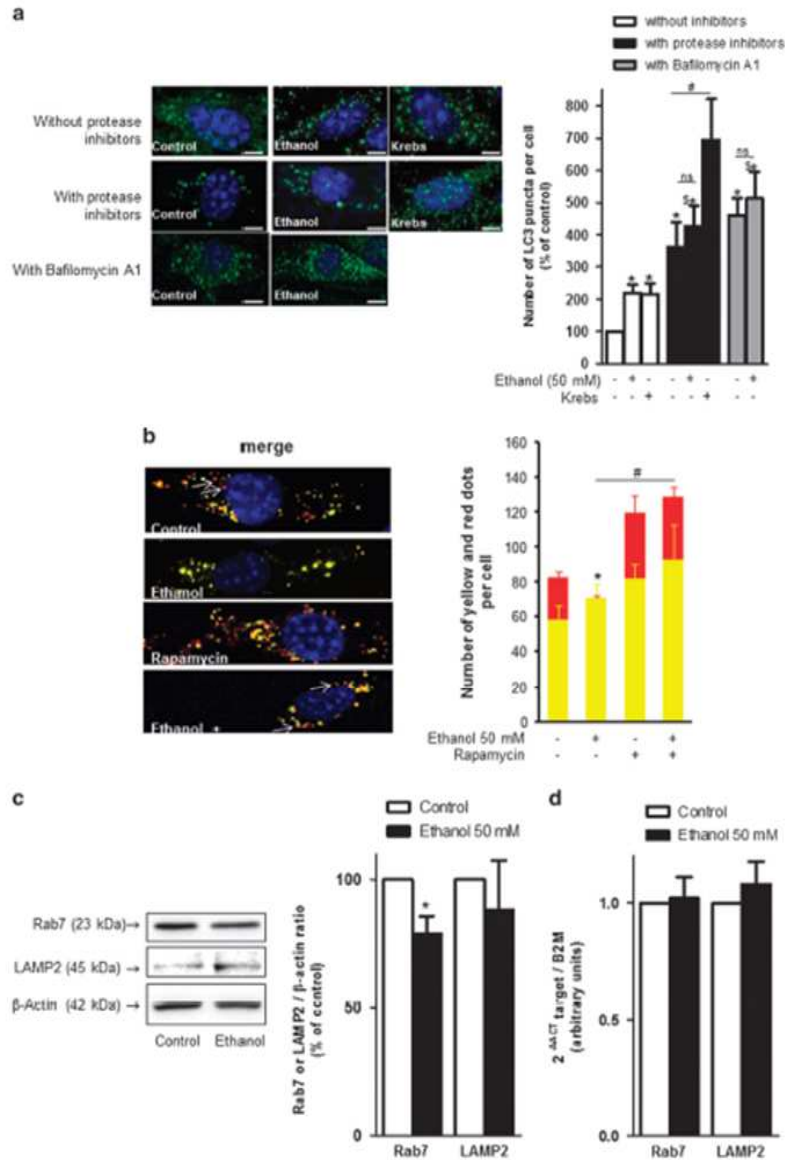 a
without inhibitors
with protease inhibitors
with Bafilomycin A1
Without protease
inhibitors
Control
Ethanol
Krebs
With protease
inhibitors
Control
Ethanol
Krebs
With Bafilomycin A1
Control
Ethanol
Number of LC3 puncta per cell
(% of control)
800
700
600
500
400
300
200
100
0
#
ns
ns
* * * $* * $*
Ethanol (50 mM) - + - - + - - +
Krebs - - + - - + - -
b
merge
Control
Ethanol
Rapamycin
Ethanol +
Number of yellow and red dots
per cell
160
140
120
100
80
60
40
20
0
#
*
Ethanol 50 mM - + - +
Rapamycin - - + +
c
Control
Ethanol 50 mM
Rab7 (23 kDa)→
LAMP2 (45 kDa)→
β-Actin (42 kDa)→
Control Ethanol
Rab7 or LAMP2 / β-actin ratio
(% of control)
100
50
0
*
Rab7 LAMP2
d
Control
Ethanol 50 mM
2 ΔΔCT target / B2M
(arbitrary units)
1.0
0.5
0.0
Rab7 LAMP2